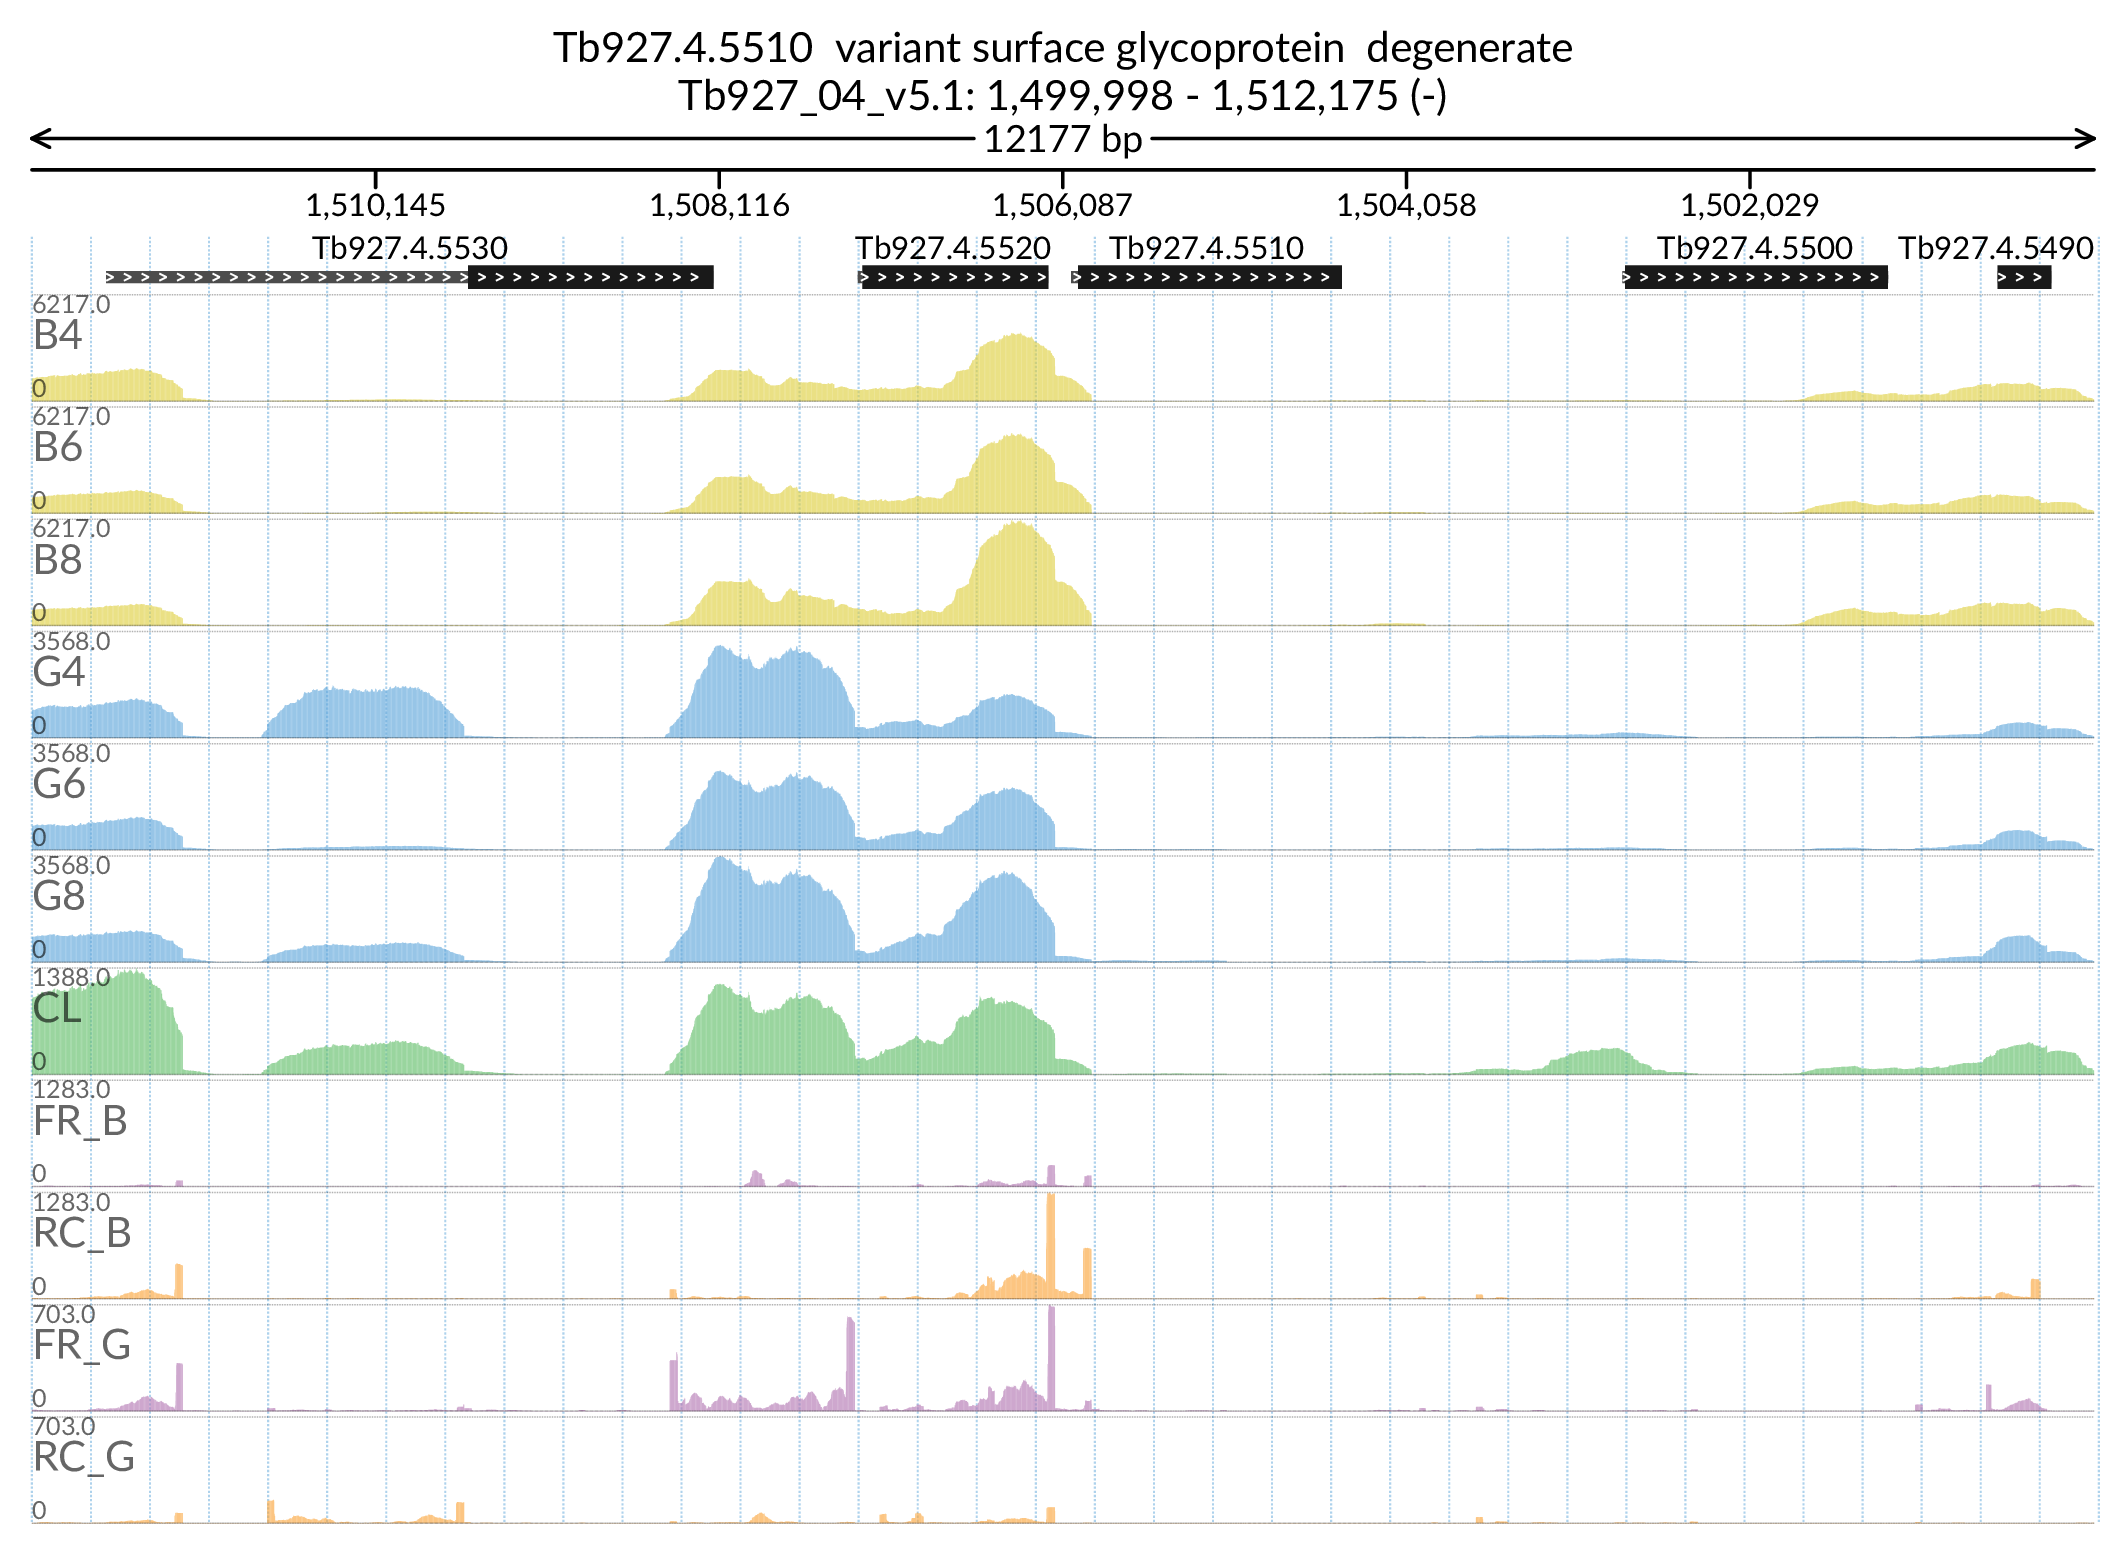 Tb927.4.5510 variant surface glycoprotein degenerate
Tb927_04_v5.1: 1,499,998 - 1,512,175 (-)
12177 bp
1,510,145 1,508,116 1,506,087 1,504,058 1,502,029
Tb927.4.5530 Tb927.4.5520 Tb927.4.5510 Tb927.4.5500 Tb927.4.5490
6217.0
B4
0
6217.0
B6
0
6217.0
B8
0
3568.0
G4
0
3568.0
G6
0
3568.0
G8
0
1388.0
CL
0
1283.0
FR_B
0
1283.0
RC_B
0
703.0
FR_G
0
703.0
RC_G
0